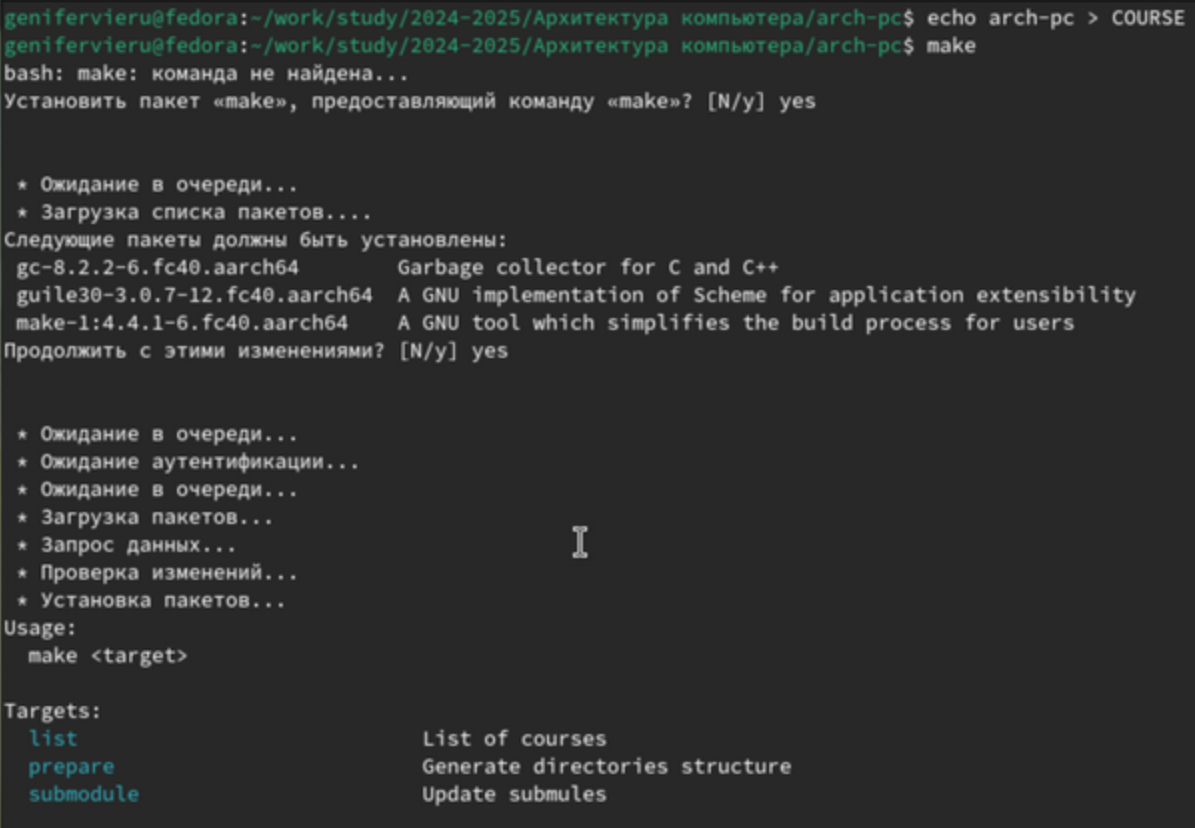 genifervieru@fedora:~/work/study/2024-2025/Архитектура компьютера/arch-pc$ echo arch-pc > COURSE
genifervieru@fedora:~/work/study/2024-2025/Архитектура компьютера/arch-pc$ make
bash: make: команда не найдена...
Установить пакет «make», предоставляющий команду «make»? [N/y] yes
* Ожидание в очереди...
* Загрузка списка пакетов....
Следующие пакеты должны быть установлены:
gc-8.2.2-6.fc40.aarch64 Garbage collector for C and C++
guile30-3.0.7-12.fc40.aarch64 A GNU implementation of Scheme for application extensibility
make-1:4.4.1-6.fc40.aarch64 A GNU tool which simplifies the build process for users
Продолжить с этими изменениями? [N/y] yes
* Ожидание в очереди...
* Ожидание аутентификации...
* Ожидание в очереди...
* Загрузка пакетов...
* Запрос данных...
* Проверка изменений...
* Установка пакетов...
Usage:
make <target>
Targets:
list List of courses
prepare Generate directories structure
submodule Update submules